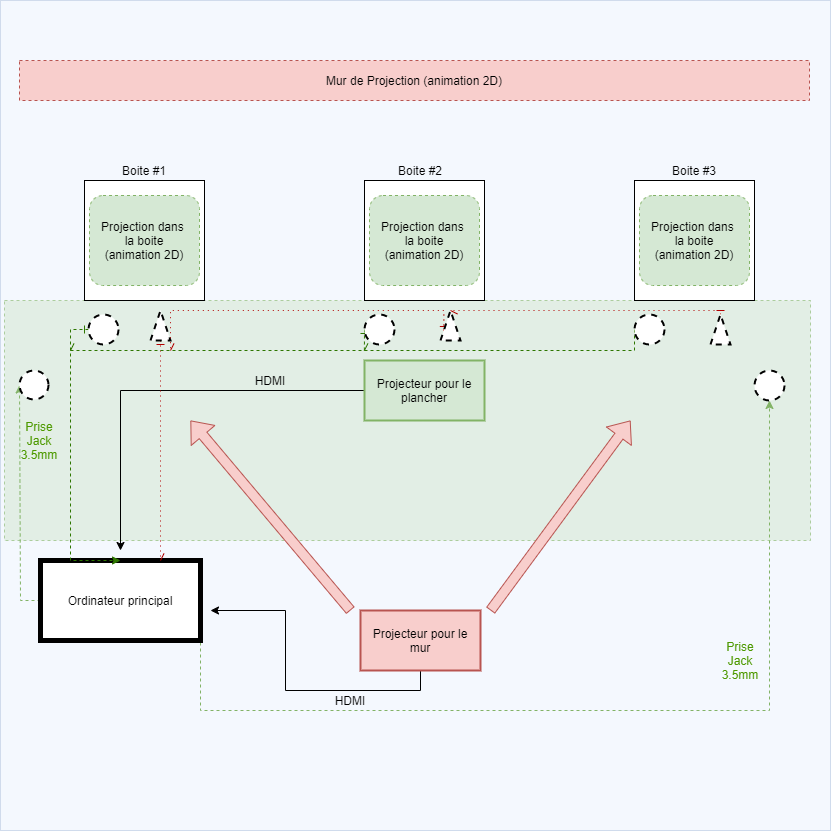 Mur de Projection (animation 2D)
Boite #1
Boite #2
Boite #3
Projection dans
la boite
(animation 2D)
Projection dans
la boite
(animation 2D)
Projection dans
la boite
(animation 2D)
HDMI
Projecteur pour le
plancher
Prise
Jack
3.5mm
Ordinateur principal
Projecteur pour le
mur
Prise
Jack
3.5mm
HDMI